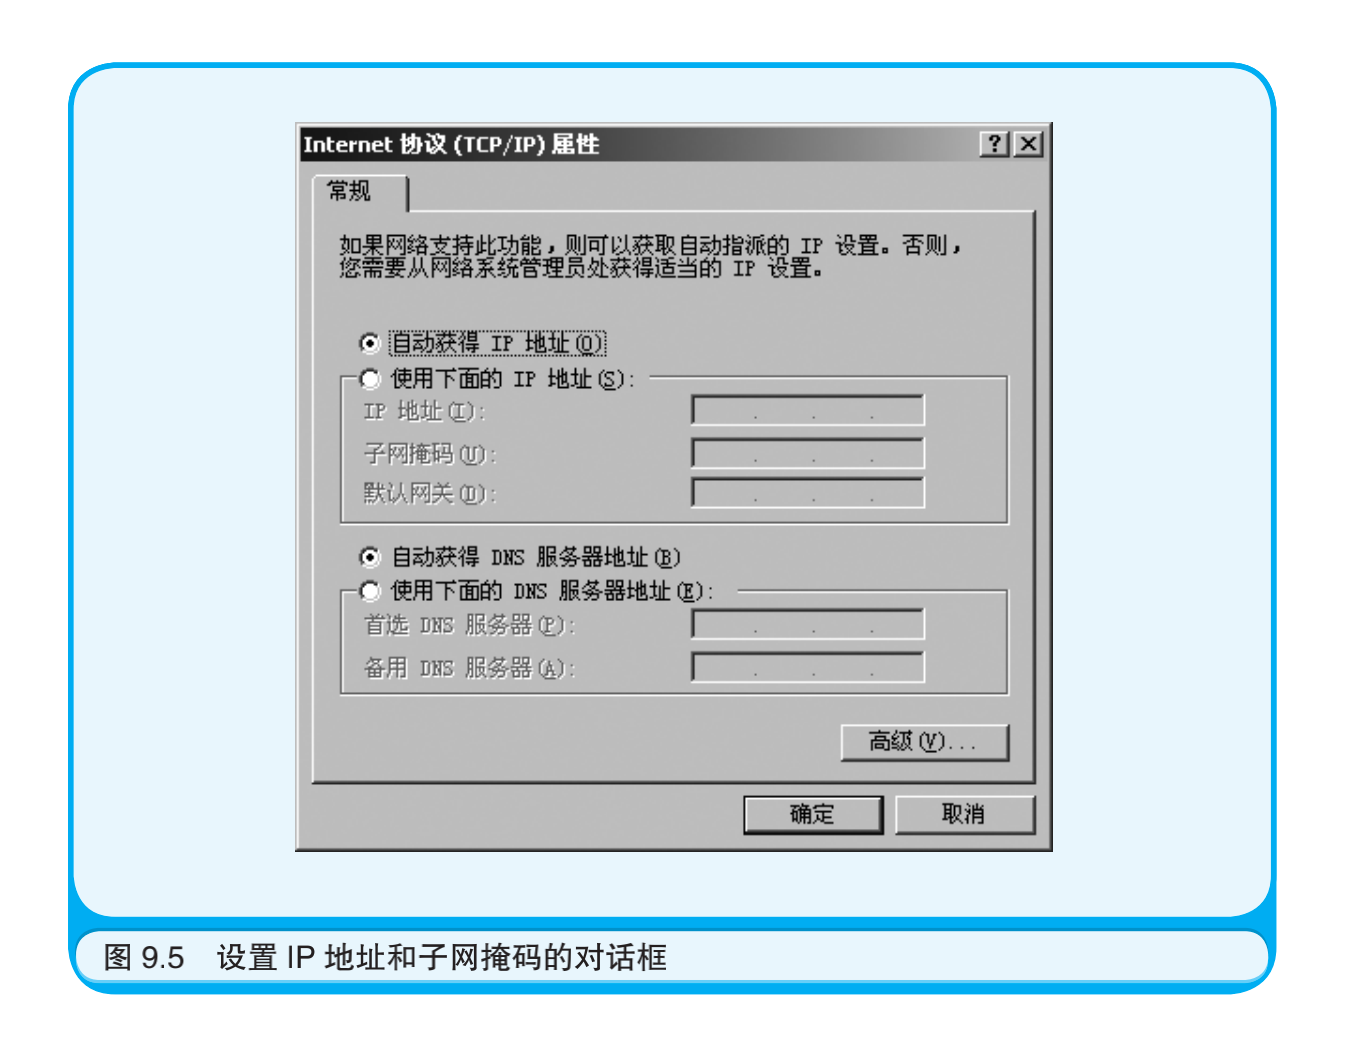 Internet 协议 (TCP/IP) 属性
常规
如果网络支持此功能，则可以获取自动指派的 IP 设置。否则，
您需要从网络系统管理员处获得适当的 IP 设置。
自动获得 IP 地址(O)
使用下面的 IP 地址(S):
IP 地址(I):
子网掩码(U):
默认网关(D):
自动获得 DNS 服务器地址(B)
使用下面的 DNS 服务器地址(E):
首选 DNS 服务器(P):
备用 DNS 服务器(A):
高级(V)...
确定 取消
图 9.5 设置 IP 地址和子网掩码的对话框